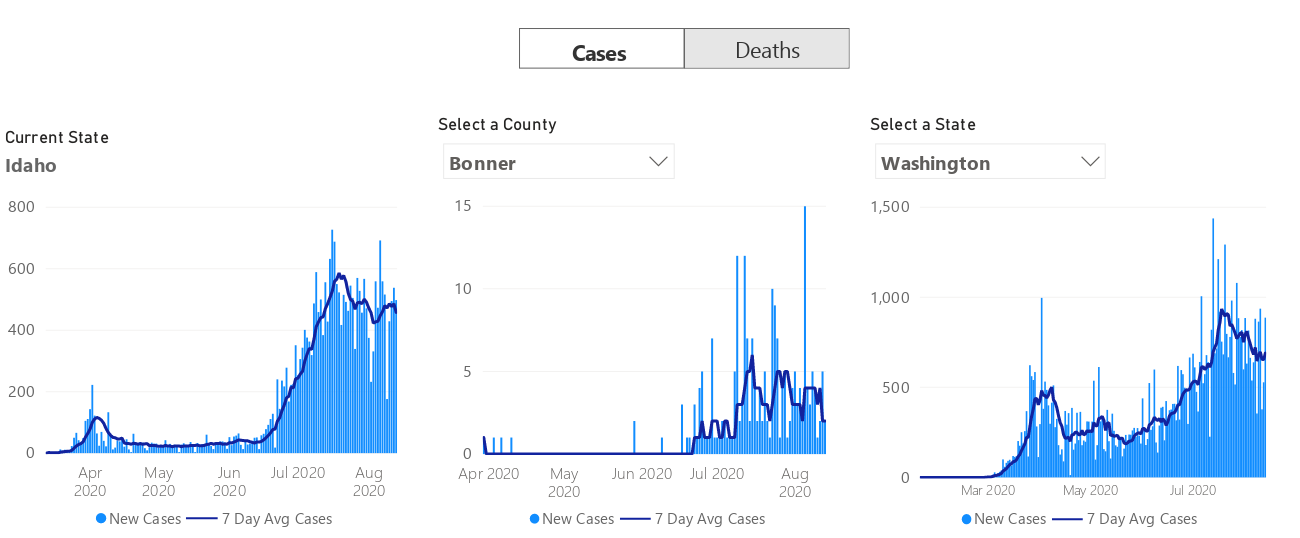 Cases Deaths
Current State
Idaho
Select a County
Bonner
Select a State
Washington
800
600
400
200
0
Apr 2020
May 2020
Jun 2020
Jul 2020
Aug 2020
New Cases 7 Day Avg Cases
15
10
5
0
Apr 2020
May 2020
Jun 2020
Jul 2020
Aug 2020
New Cases 7 Day Avg Cases
1,500
1,000
500
0
Mar 2020
May 2020
Jul 2020
New Cases 7 Day Avg Cases